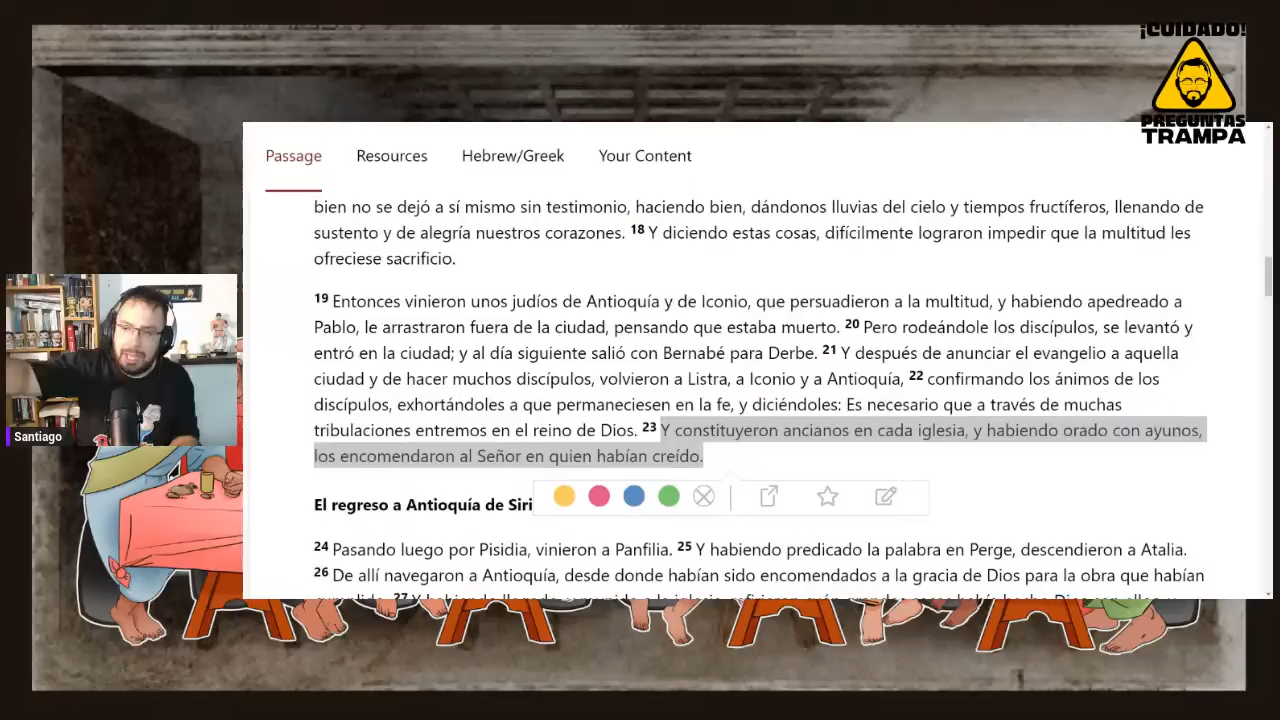 ¡CUIDADO!
PREGUNTAS
TRAMPA
Passage Resources Hebrew/Greek Your Content
bien no se dejó a sí mismo sin testimonio, haciendo bien, dándonos lluvias del cielo y tiempos fructíferos, llenando de
sustento y de alegría nuestros corazones. 18 Y diciendo estas cosas, difícilmente lograron impedir que la multitud les
ofreciese sacrificio.
19 Entonces vinieron unos judíos de Antioquía y de Iconio, que persuadieron a la multitud, y habiendo apedreado a
Pablo, le arrastraron fuera de la ciudad, pensando que estaba muerto. 20 Pero rodeándole los discípulos, se levantó y
entró en la ciudad; y al día siguiente salió con Bernabé para Derbe. 21 Y después de anunciar el evangelio a aquella
ciudad y de hacer muchos discípulos, volvieron a Listra, a Iconio y a Antioquía, 22 confirmando los ánimos de los
discípulos, exhortándoles a que permaneciesen en la fe, y diciéndoles: Es necesario que a través de muchas
tribulaciones entremos en el reino de Dios. 23 Y constituyeron ancianos en cada iglesia, y habiendo orado con ayunos,
los encomendaron al Señor en quien habían creído.
Santiago
El regreso a Antioquía de Siri
24 Pasando luego por Pisidia, vinieron a Panfilia. 25 Y habiendo predicado la palabra en Perge, descendieron a Atalia.
26 De allí navegaron a Antioquía, desde donde habían sido encomendados a la gracia de Dios para la obra que habían